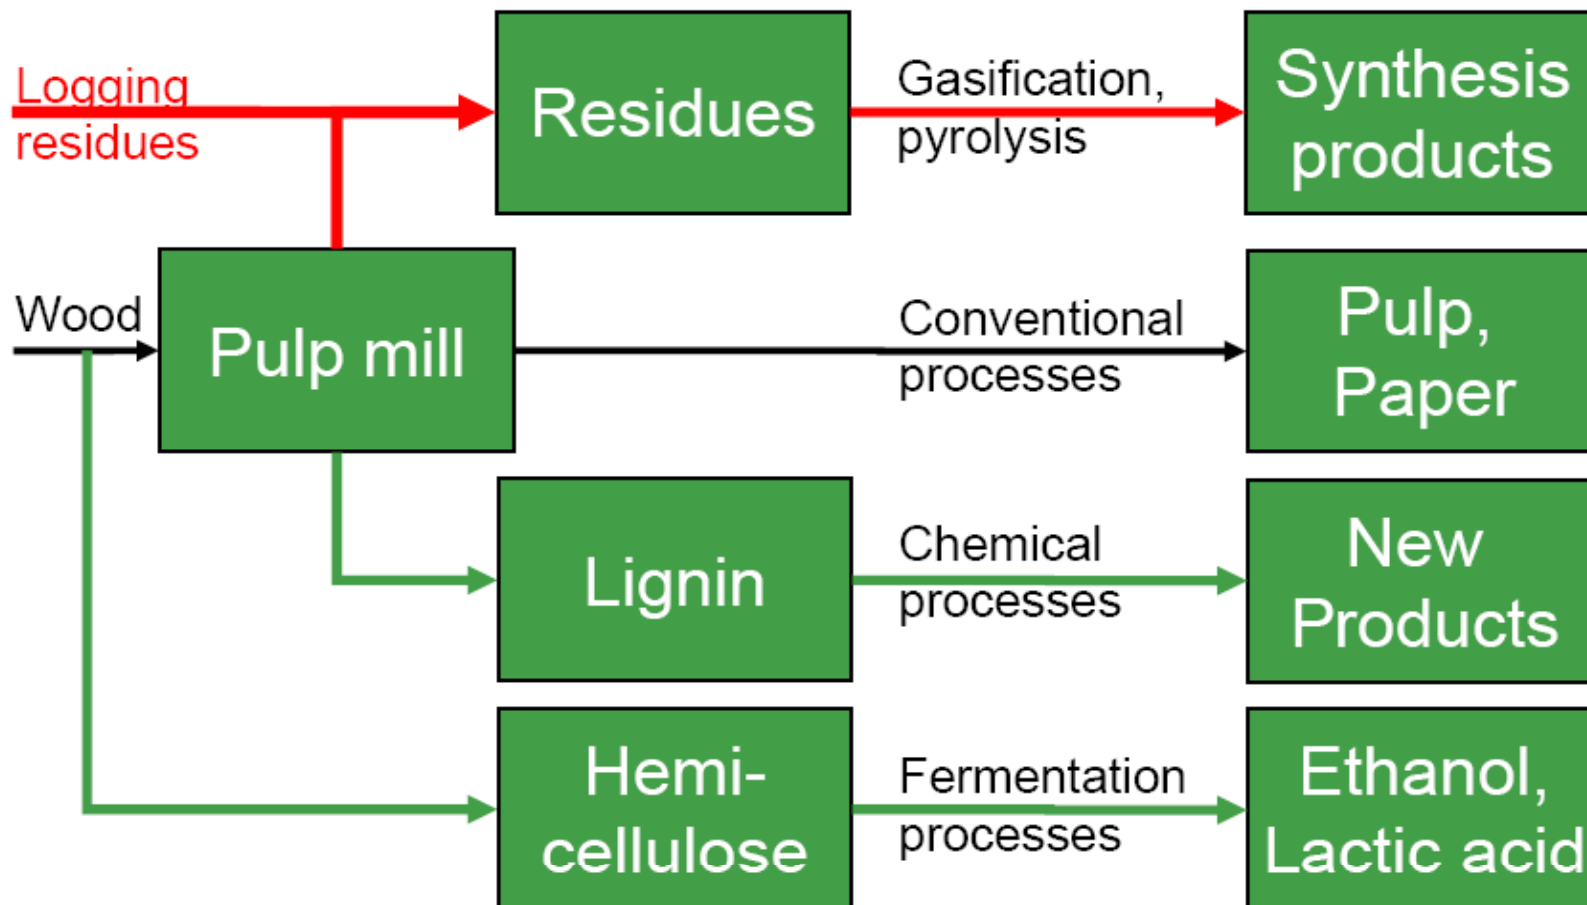 Logging
residues
Residues
Gasification,
pyrolysis
Synthesis
products
Wood
Pulp mill
Conventional
processes
Pulp,
Paper
Lignin
Chemical
processes
New
Products
Hemi-
cellulose
Fermentation
processes
Ethanol,
Lactic acid